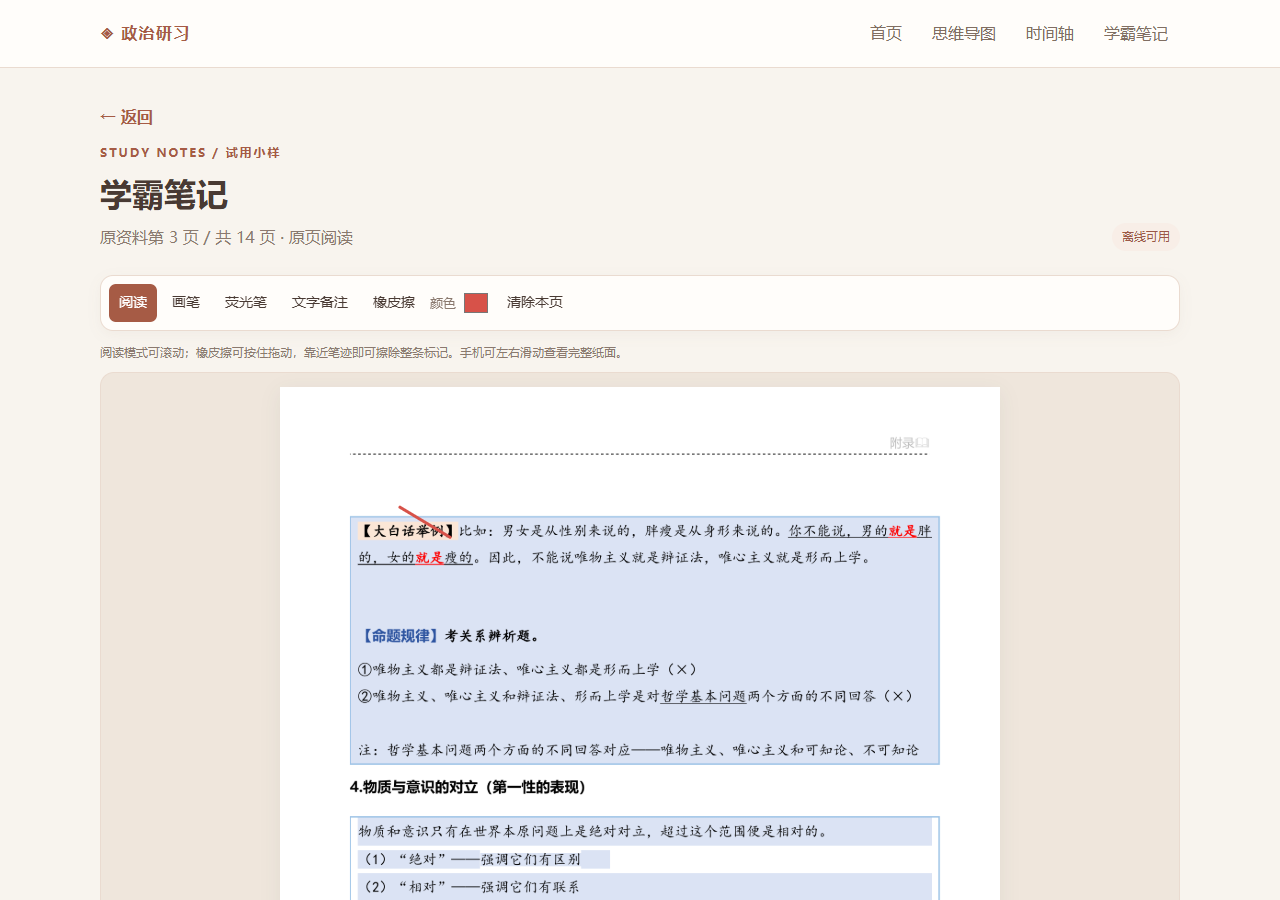 ◈ 政治研习
首页 思维导图 时间轴 学霸笔记
← 返回
STUDY NOTES / 试用小样
学霸笔记
原资料第 3 页 / 共 14 页 · 原页阅读
离线可用
阅读 画笔 荧光笔 文字备注 橡皮擦 颜色 清除本页
阅读模式可滚动；橡皮擦可按住拖动，靠近笔迹即可擦除整条标记。手机可左右滑动查看完整纸面。
附录
【大白话举例】比如：男女是从性别来说的，胖瘦是从身形来说的。你不能说，男的就是胖
的，女的就是瘦的。因此，不能说唯物主义就是辩证法，唯心主义就是形而上学。
【命题规律】考关系辨析题。
①唯物主义都是辩证法、唯心主义都是形而上学（×）
②唯物主义、唯心主义和辩证法、形而上学是对哲学基本问题两个方面的不同回答（×）
注：哲学基本问题两个方面的不同回答对应——唯物主义、唯心主义和可知论、不可知论
4.物质与意识的对立（第一性的表现）
物质和意识只有在世界本原问题上是绝对对立，超过这个范围便是相对的。
（1）“绝对”——强调它们有区别
（2）“相对”——强调它们有联系